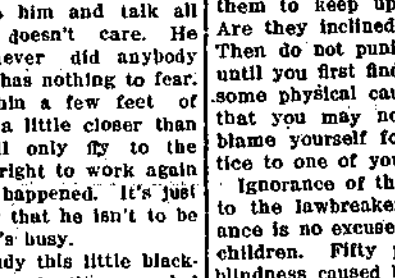 him and talk all
doesn't care. He
ever did anybody
has nothing to fear.
hin a few feet of
a little closer than
ll only fly to the
right to work again
happened. It's just
that he isn't to be
's busy.
dy this little black-
them to keep up
Are they inclined
Then do not puni
until you first find
some physical cau
that you may no
blame yourself fo
tice to one of you
Ignorance of th
to the lawbreake
ance is no excuse
children. Fifty
blindness caused